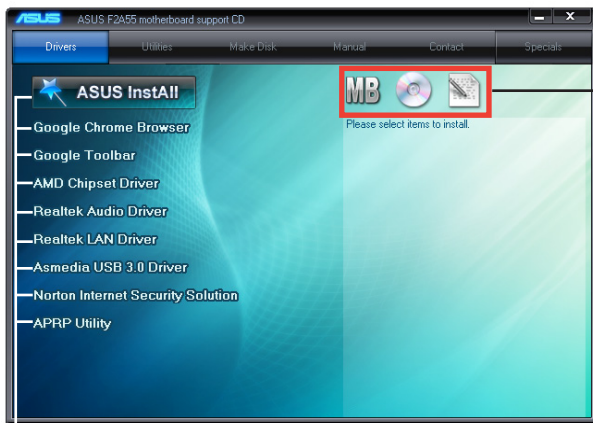 ASUS ASUS F2A55 motherboard support CD
Drivers Utilities Make Disk Manual Contact Specials
ASUS InstAll
MB
Google Chrome Browser
Please select items to install.
Google Toolbar
AMD Chipset Driver
Realtek Audio Driver
Realtek LAN Driver
Asmedia USB 3.0 Driver
Norton Internet Security Solution
APRP Utility